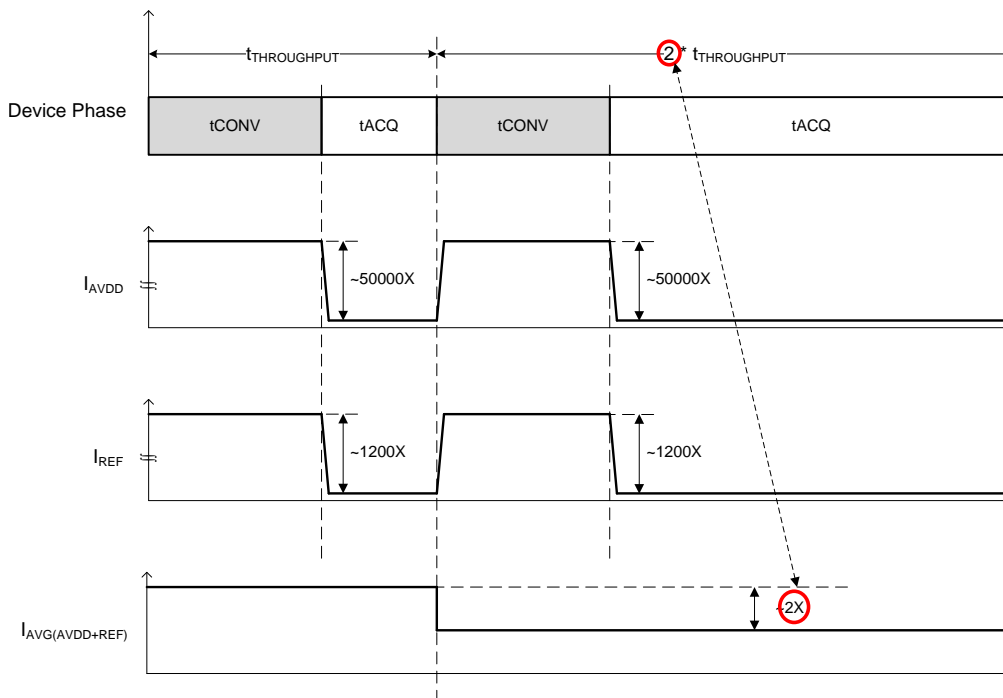 tTHROUGHPUT
2 * tTHROUGHPUT
Device Phase
tCONV
tACQ
tCONV
tACQ
IAVDD
~50000X
~50000X
IREF
~1200X
~1200X
IAVG(AVDD+REF)
~2X